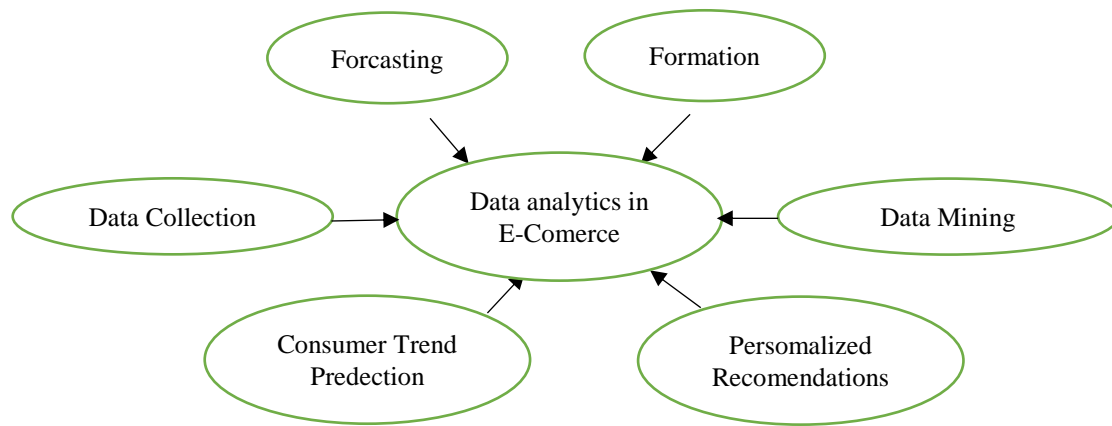 Forcasting
Formation
Data Collection
Data analytics in
E-Comerce
Data Mining
Consumer Trend
Predection
Persomalized
Recomendations